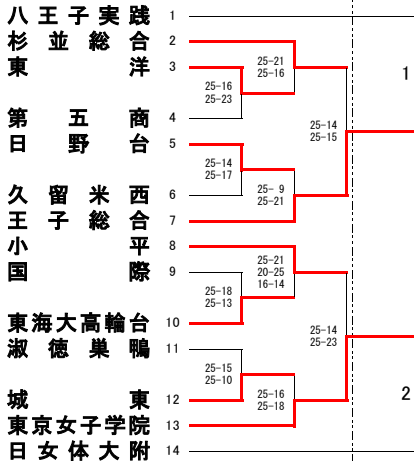 八王子実践 1
杉並総合 2
25-21
25-16
東洋 3
1
25-16
25-23
第五商 4
25-14
25-15
日野台 5
25-14
25-17
久留米西 6
25- 9
25-21
王子総合 7
小平 8
25-21
20-25
16-14
国際 9
25-18
25-13
東海大高輪台 10
25-14
25-23
淑徳巣鴨 11
25-15
25-10
2
城東 12
25-16
25-18
東京女子学院 13
日女体大附 14